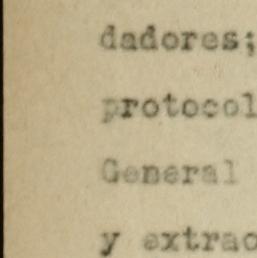 dadores;
protocol
General
y extrac